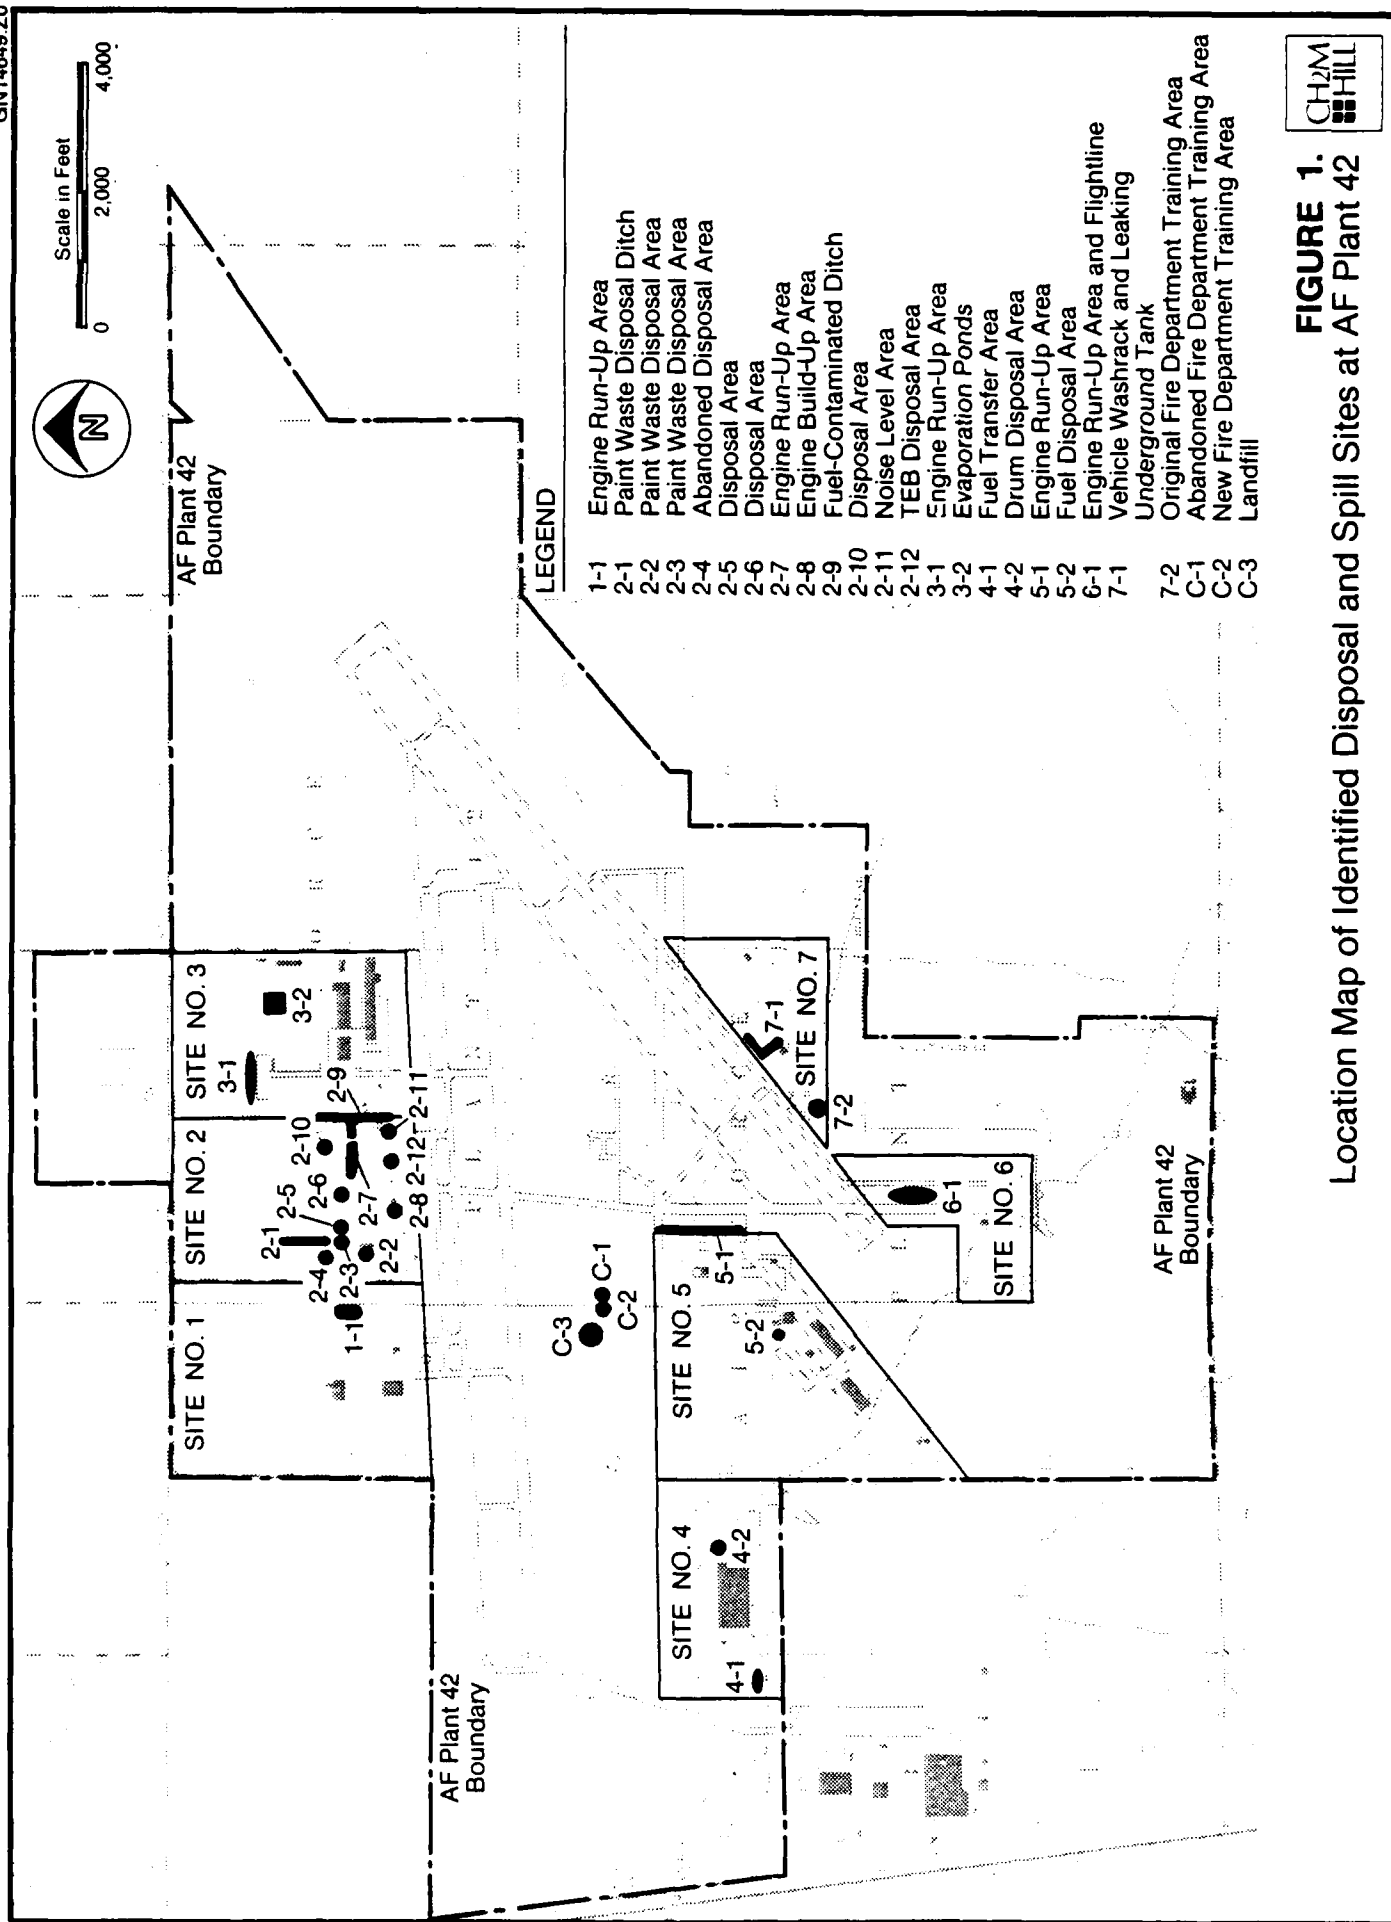 Scale in Feet
0 2,000 4,000
N
AF Plant 42
Boundary
SITE NO. 1
SITE NO. 2
SITE NO. 3
1-1
2-1
2-4
2-3
2-2
2-5
2-6
2-7
2-8
2-10
2-12
2-9
2-11
3-1
3-2
AF Plant 42
Boundary
C-3
C-2
C-1
SITE NO. 4
4-1
4-2
SITE NO. 5
5-1
5-2
SITE NO. 7
7-1
7-2
SITE NO. 6
6-1
AF Plant 42
Boundary
LEGEND
1-1 Engine Run-Up Area
2-1 Paint Waste Disposal Ditch
2-2 Paint Waste Disposal Area
2-3 Paint Waste Disposal Area
2-4 Abandoned Disposal Area
2-5 Disposal Area
2-6 Disposal Area
2-7 Engine Run-Up Area
2-8 Engine Build-Up Area
2-9 Fuel-Contaminated Ditch
2-10 Disposal Area
2-11 Noise Level Area
2-12 TEB Disposal Area
3-1 Engine Run-Up Area
3-2 Evaporation Ponds
4-1 Fuel Transfer Area
4-2 Drum Disposal Area
5-1 Engine Run-Up Area
5-2 Fuel Disposal Area
6-1 Engine Run-Up Area and Flightline
7-1 Vehicle Washrack and Leaking
Underground Tank
7-2 Original Fire Department Training Area
C-1 Abandoned Fire Department Training Area
C-2 New Fire Department Training Area
C-3 Landfill
FIGURE 1.
Location Map of Identified Disposal and Spill Sites at AF Plant 42
CH2M
HILL